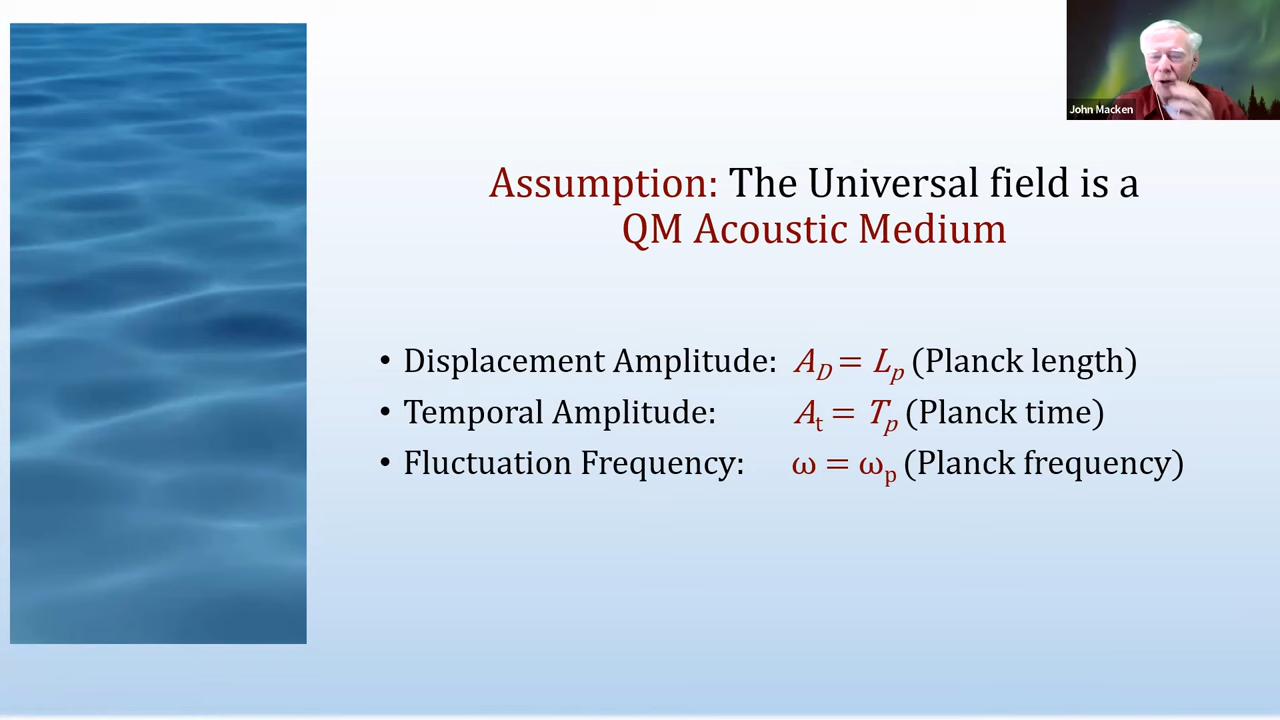 John Macken
Assumption: The Universal field is a
QM Acoustic Medium
• Displacement Amplitude: A_D = L_p (Planck length)
• Temporal Amplitude: A_t = T_p (Planck time)
• Fluctuation Frequency: ω = ω_p (Planck frequency)